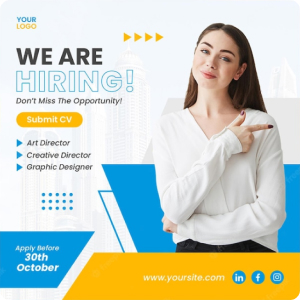 YOUR
LOGO
WE ARE
HIRING!
Don't Miss The Opportunity!
Submit CV
Art Director
Creative Director
Graphic Designer
Apply Before
30th
October
www.yoursite.com